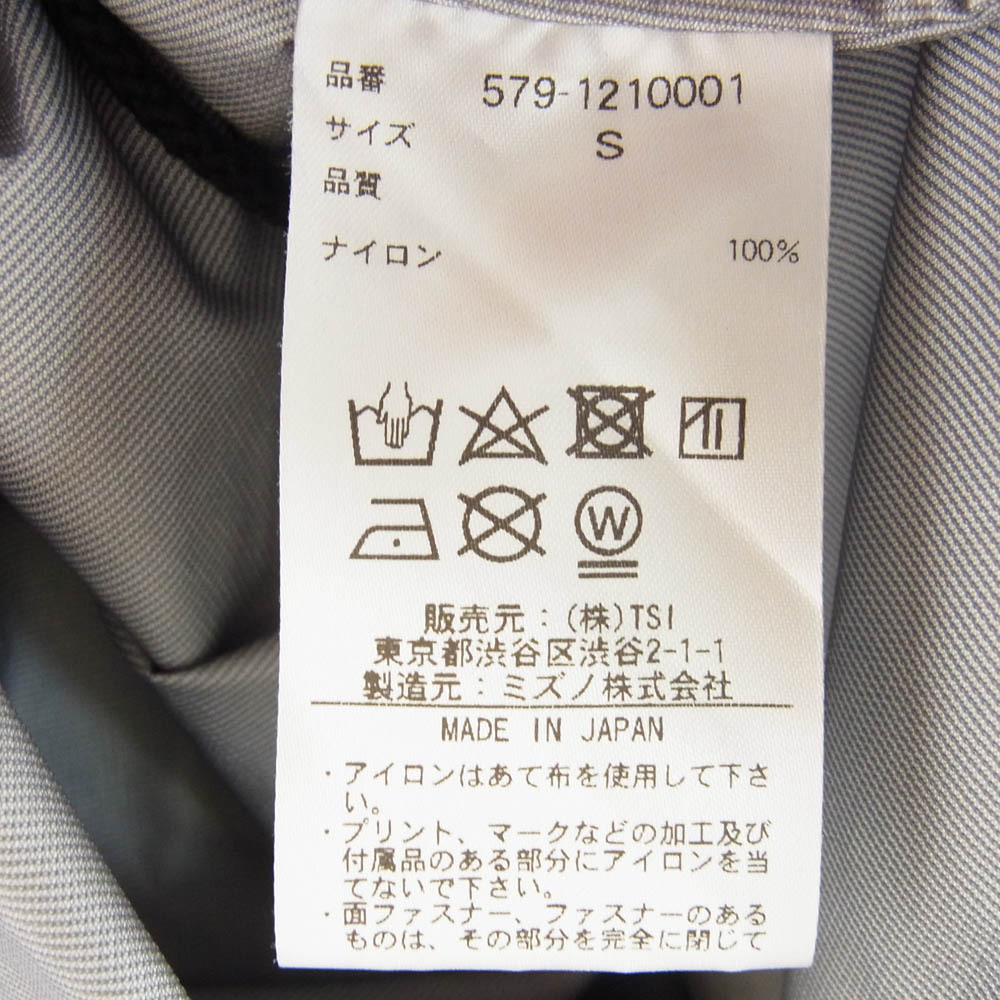 品番 579-1210001
サイズ S
品質
ナイロン 100%
W
販売元：(株)TSI
東京都渋谷区渋谷2-1-1
製造元：ミズノ株式会社
MADE IN JAPAN
・アイロンはあて布を使用して下さ
い。
・プリント、マークなどの加工及び
付属品のある部分にアイロンを当
てないで下さい。
・面ファスナー、ファスナーのある
ものは、その部分を完全に閉じて